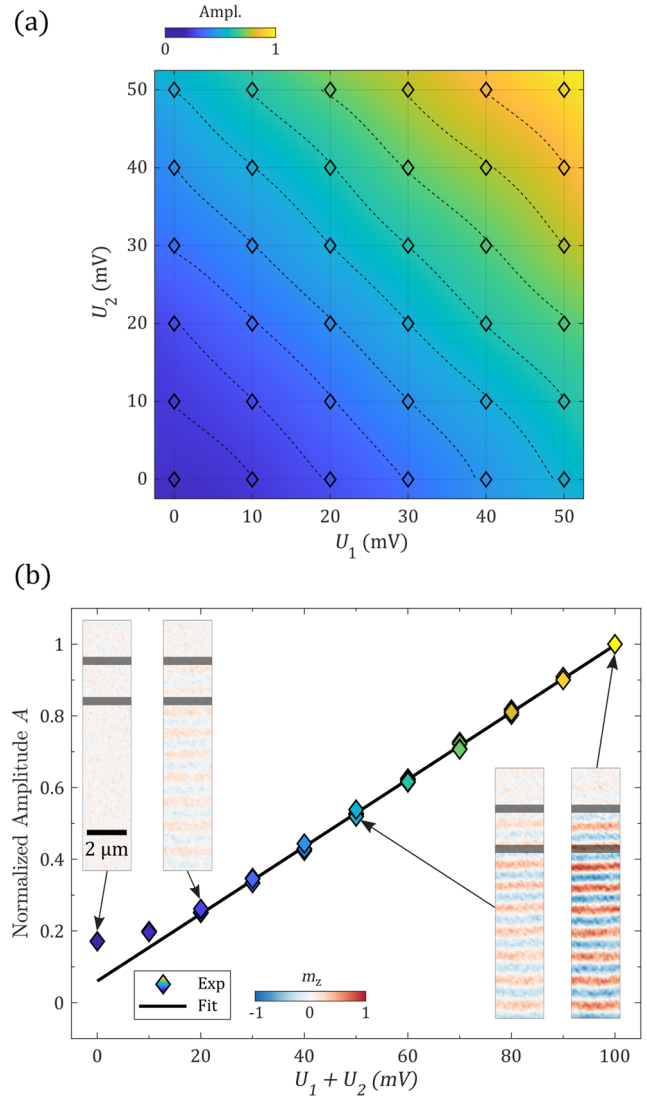 (a)
Ampl.
0 1
50
40
30
20
10
0
U2 (mV)
0 10 20 30 40 50
U1 (mV)
(b)
1
0.8
0.6
0.4
0.2
0
Normalized Amplitude A
2 μm
Exp
Fit
mz
-1 0 1
0 20 40 60 80 100
U1 + U2 (mV)